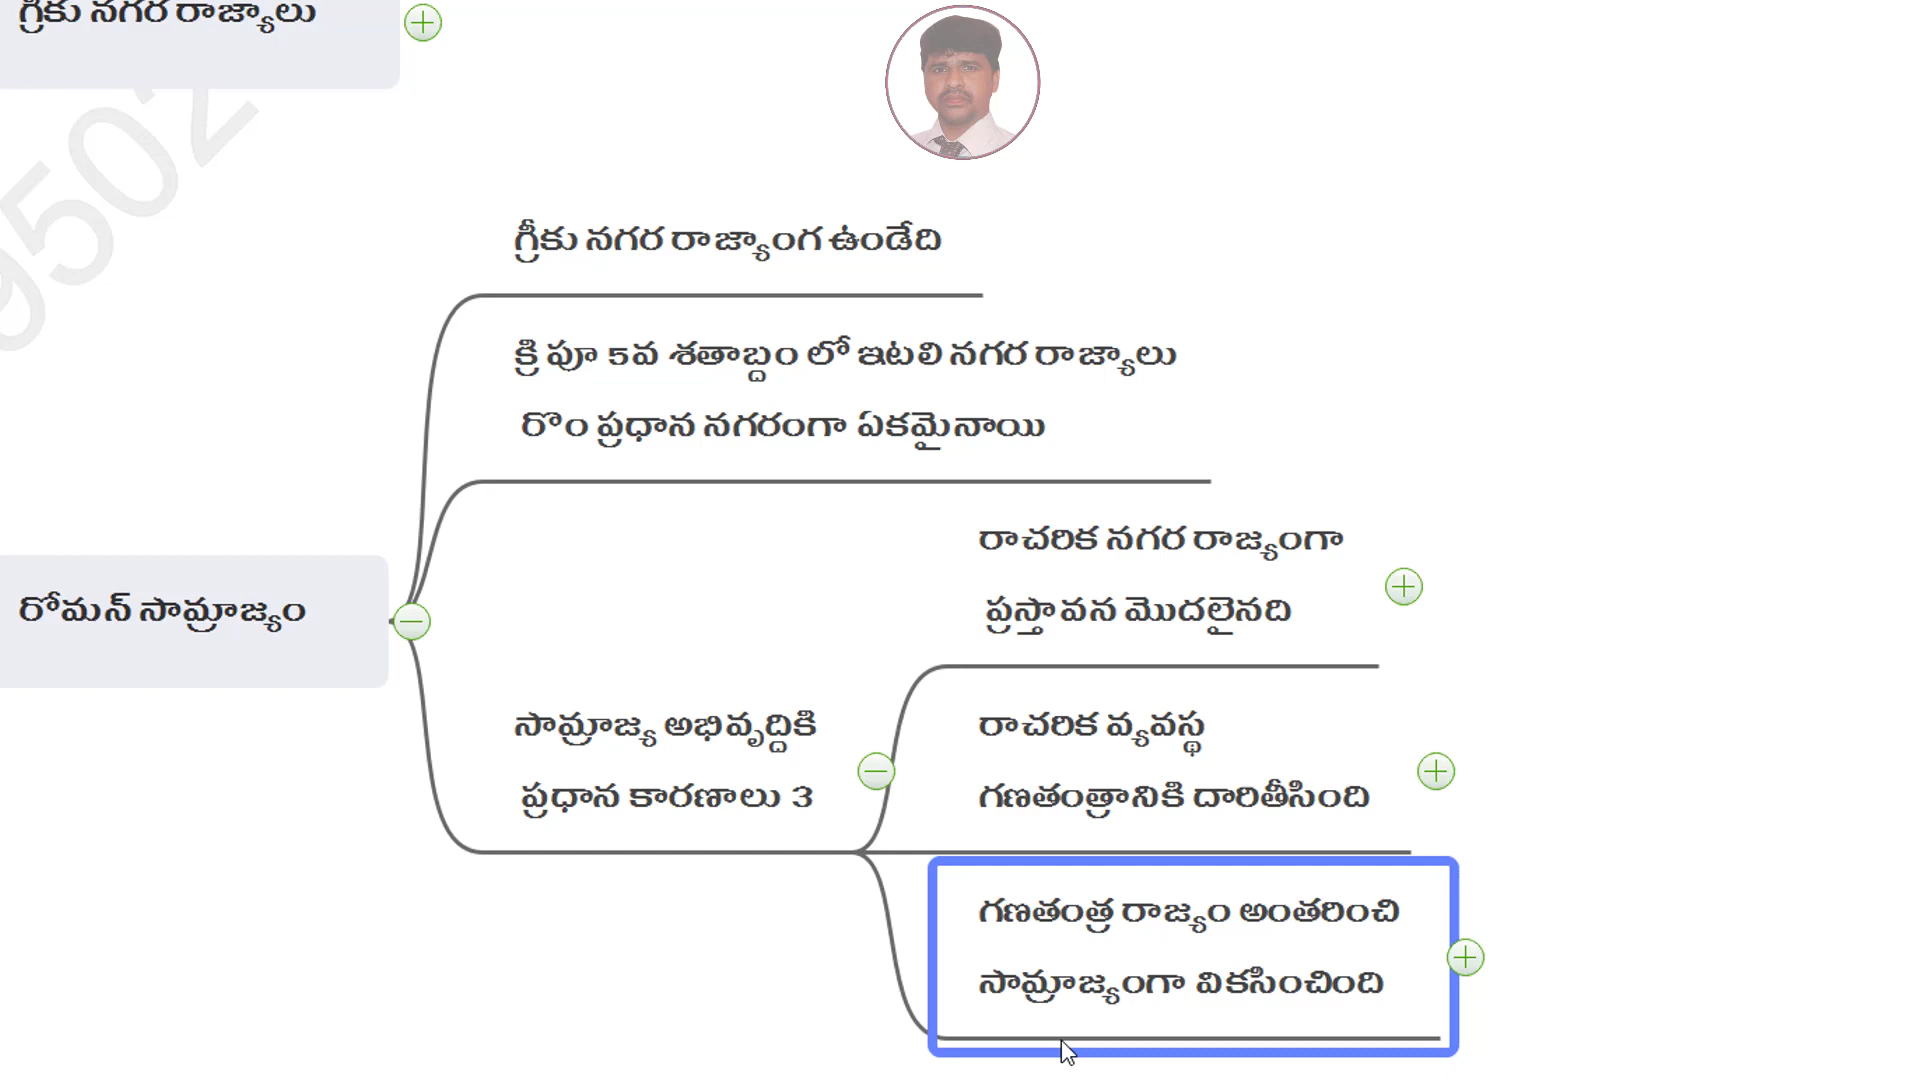 గ్రీకు నగర రాజ్యాలు
9502
గ్రీకు నగర రాజ్యాంగ ఉండేది
క్రి పూ 5వ శతాబ్దం లో ఇటలి నగర రాజ్యాలు
రొం ప్రధాన నగరంగా ఏకమైనాయి
రోమన్ సామ్రాజ్యం
సామ్రాజ్య అభివృద్దికి
ప్రధాన కారణాలు 3
రాచరిక నగర రాజ్యంగా
ప్రస్తావన మొదలైనది
రాచరిక వ్యవస్థ
గణతంత్రానికి దారితీసింది
గణతంత్ర రాజ్యం అంతరించి
సామ్రాజ్యంగా వికసించింది